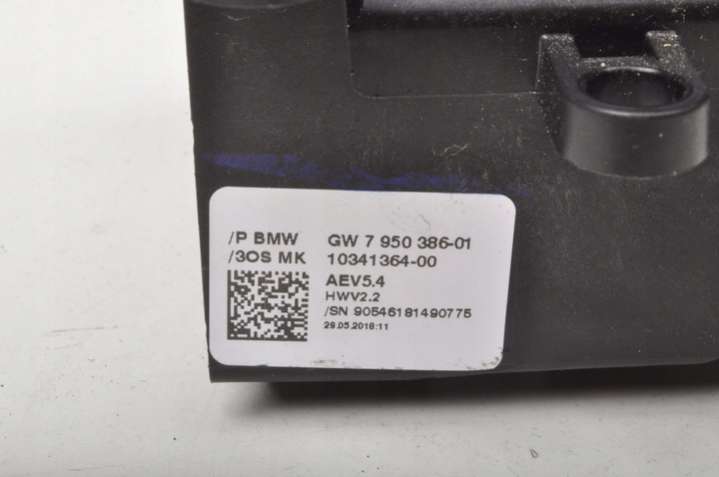 /P BMW GW 7 950 386-01
/3OS MK 10341364-00
AEV5.4
HWV2.2
/SN 90546181490775
29.05.2018:11